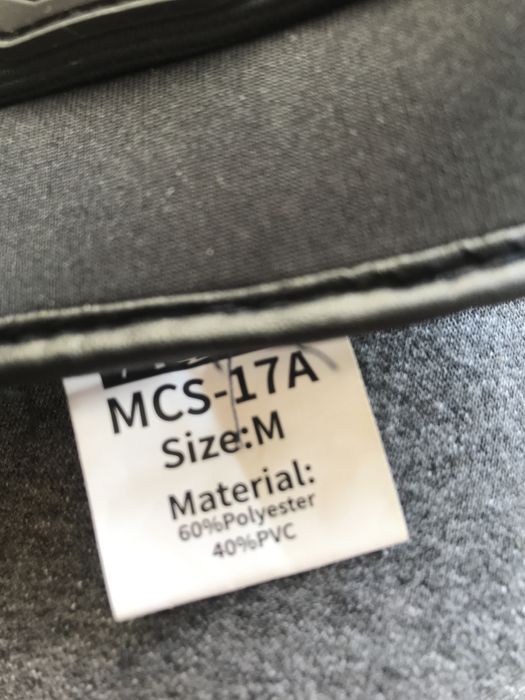 MCS-17A
Size:M
Material:
60%Polyester
40%PVC